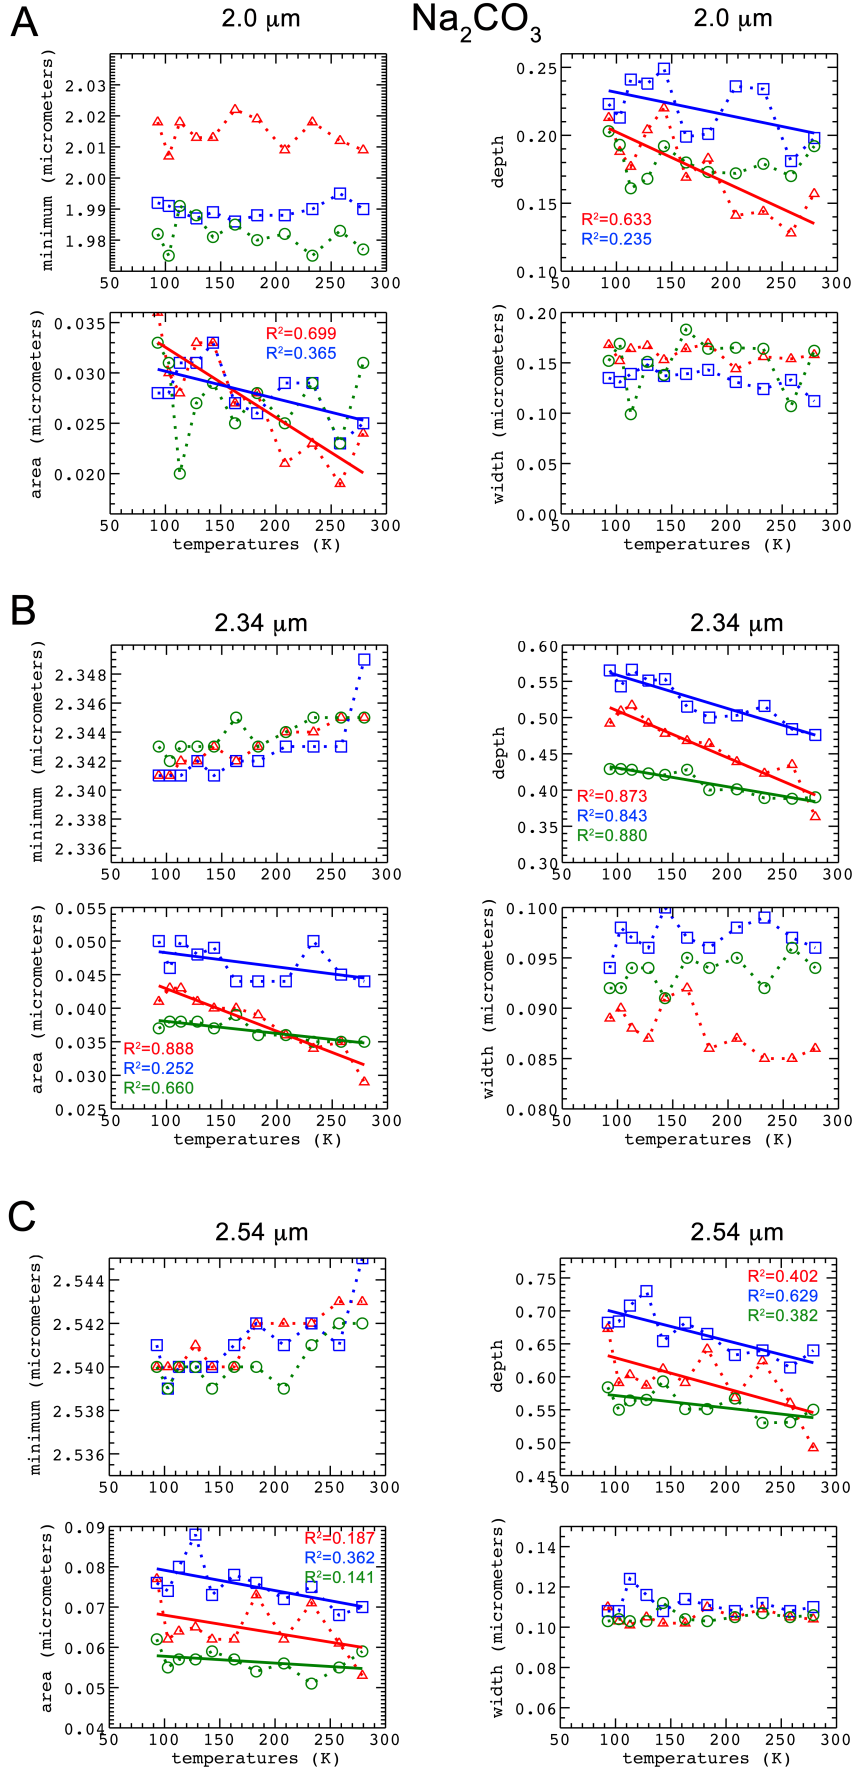 A
2.0 μm
Na2CO3
2.0 μm
minimum (micrometers)
2.03
2.02
2.01
2.00
1.99
1.98
50 100 150 200 250 300
depth
0.25
0.20
0.15
0.10
R²=0.633
R²=0.235
50 100 150 200 250 300
area (micrometers)
0.035
0.030
0.025
0.020
R²=0.699
R²=0.365
50 100 150 200 250 300
temperatures (K)
width (micrometers)
0.20
0.15
0.10
0.05
0.00
50 100 150 200 250 300
temperatures (K)
B
2.34 μm
2.34 μm
minimum (micrometers)
2.348
2.346
2.344
2.342
2.340
2.338
2.336
50 100 150 200 250 300
depth
0.60
0.55
0.50
0.45
0.40
0.35
0.30
R²=0.873
R²=0.843
R²=0.880
50 100 150 200 250 300
area (micrometers)
0.055
0.050
0.045
0.040
0.035
0.030
0.025
R²=0.888
R²=0.252
R²=0.660
50 100 150 200 250 300
temperatures (K)
width (micrometers)
0.100
0.095
0.090
0.085
0.080
50 100 150 200 250 300
temperatures (K)
C
2.54 μm
2.54 μm
minimum (micrometers)
2.544
2.542
2.540
2.538
2.536
50 100 150 200 250 300
depth
0.75
0.70
0.65
0.60
0.55
0.50
0.45
R²=0.402
R²=0.629
R²=0.382
50 100 150 200 250 300
area (micrometers)
0.09
0.08
0.07
0.06
0.05
0.04
R²=0.187
R²=0.362
R²=0.141
50 100 150 200 250 300
temperatures (K)
width (micrometers)
0.14
0.12
0.10
0.08
0.06
50 100 150 200 250 300
temperatures (K)